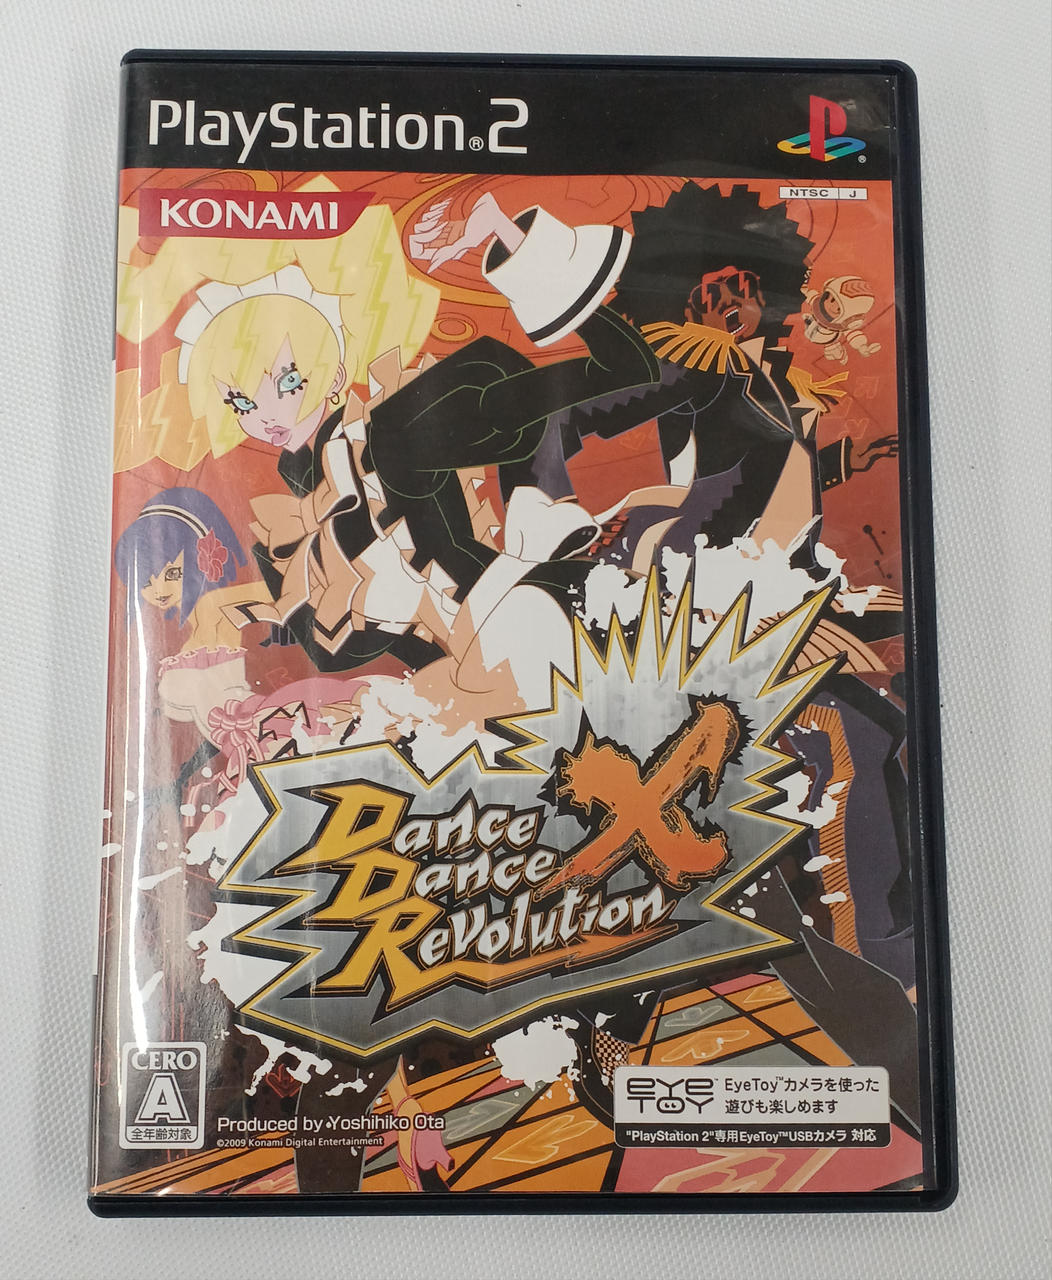 PlayStation®2
®
NTSC J
KONAMI
X
Dance
Dance
Revolution
CERO
A
全年齢対象
Produced by Yoshihiko Ota
©2009 Konami Digital Entertainment
EYE™
TOY
EyeToy™カメラを使った
遊びも楽しめます
"PlayStation 2"専用EyeToy™USBカメラ 対応